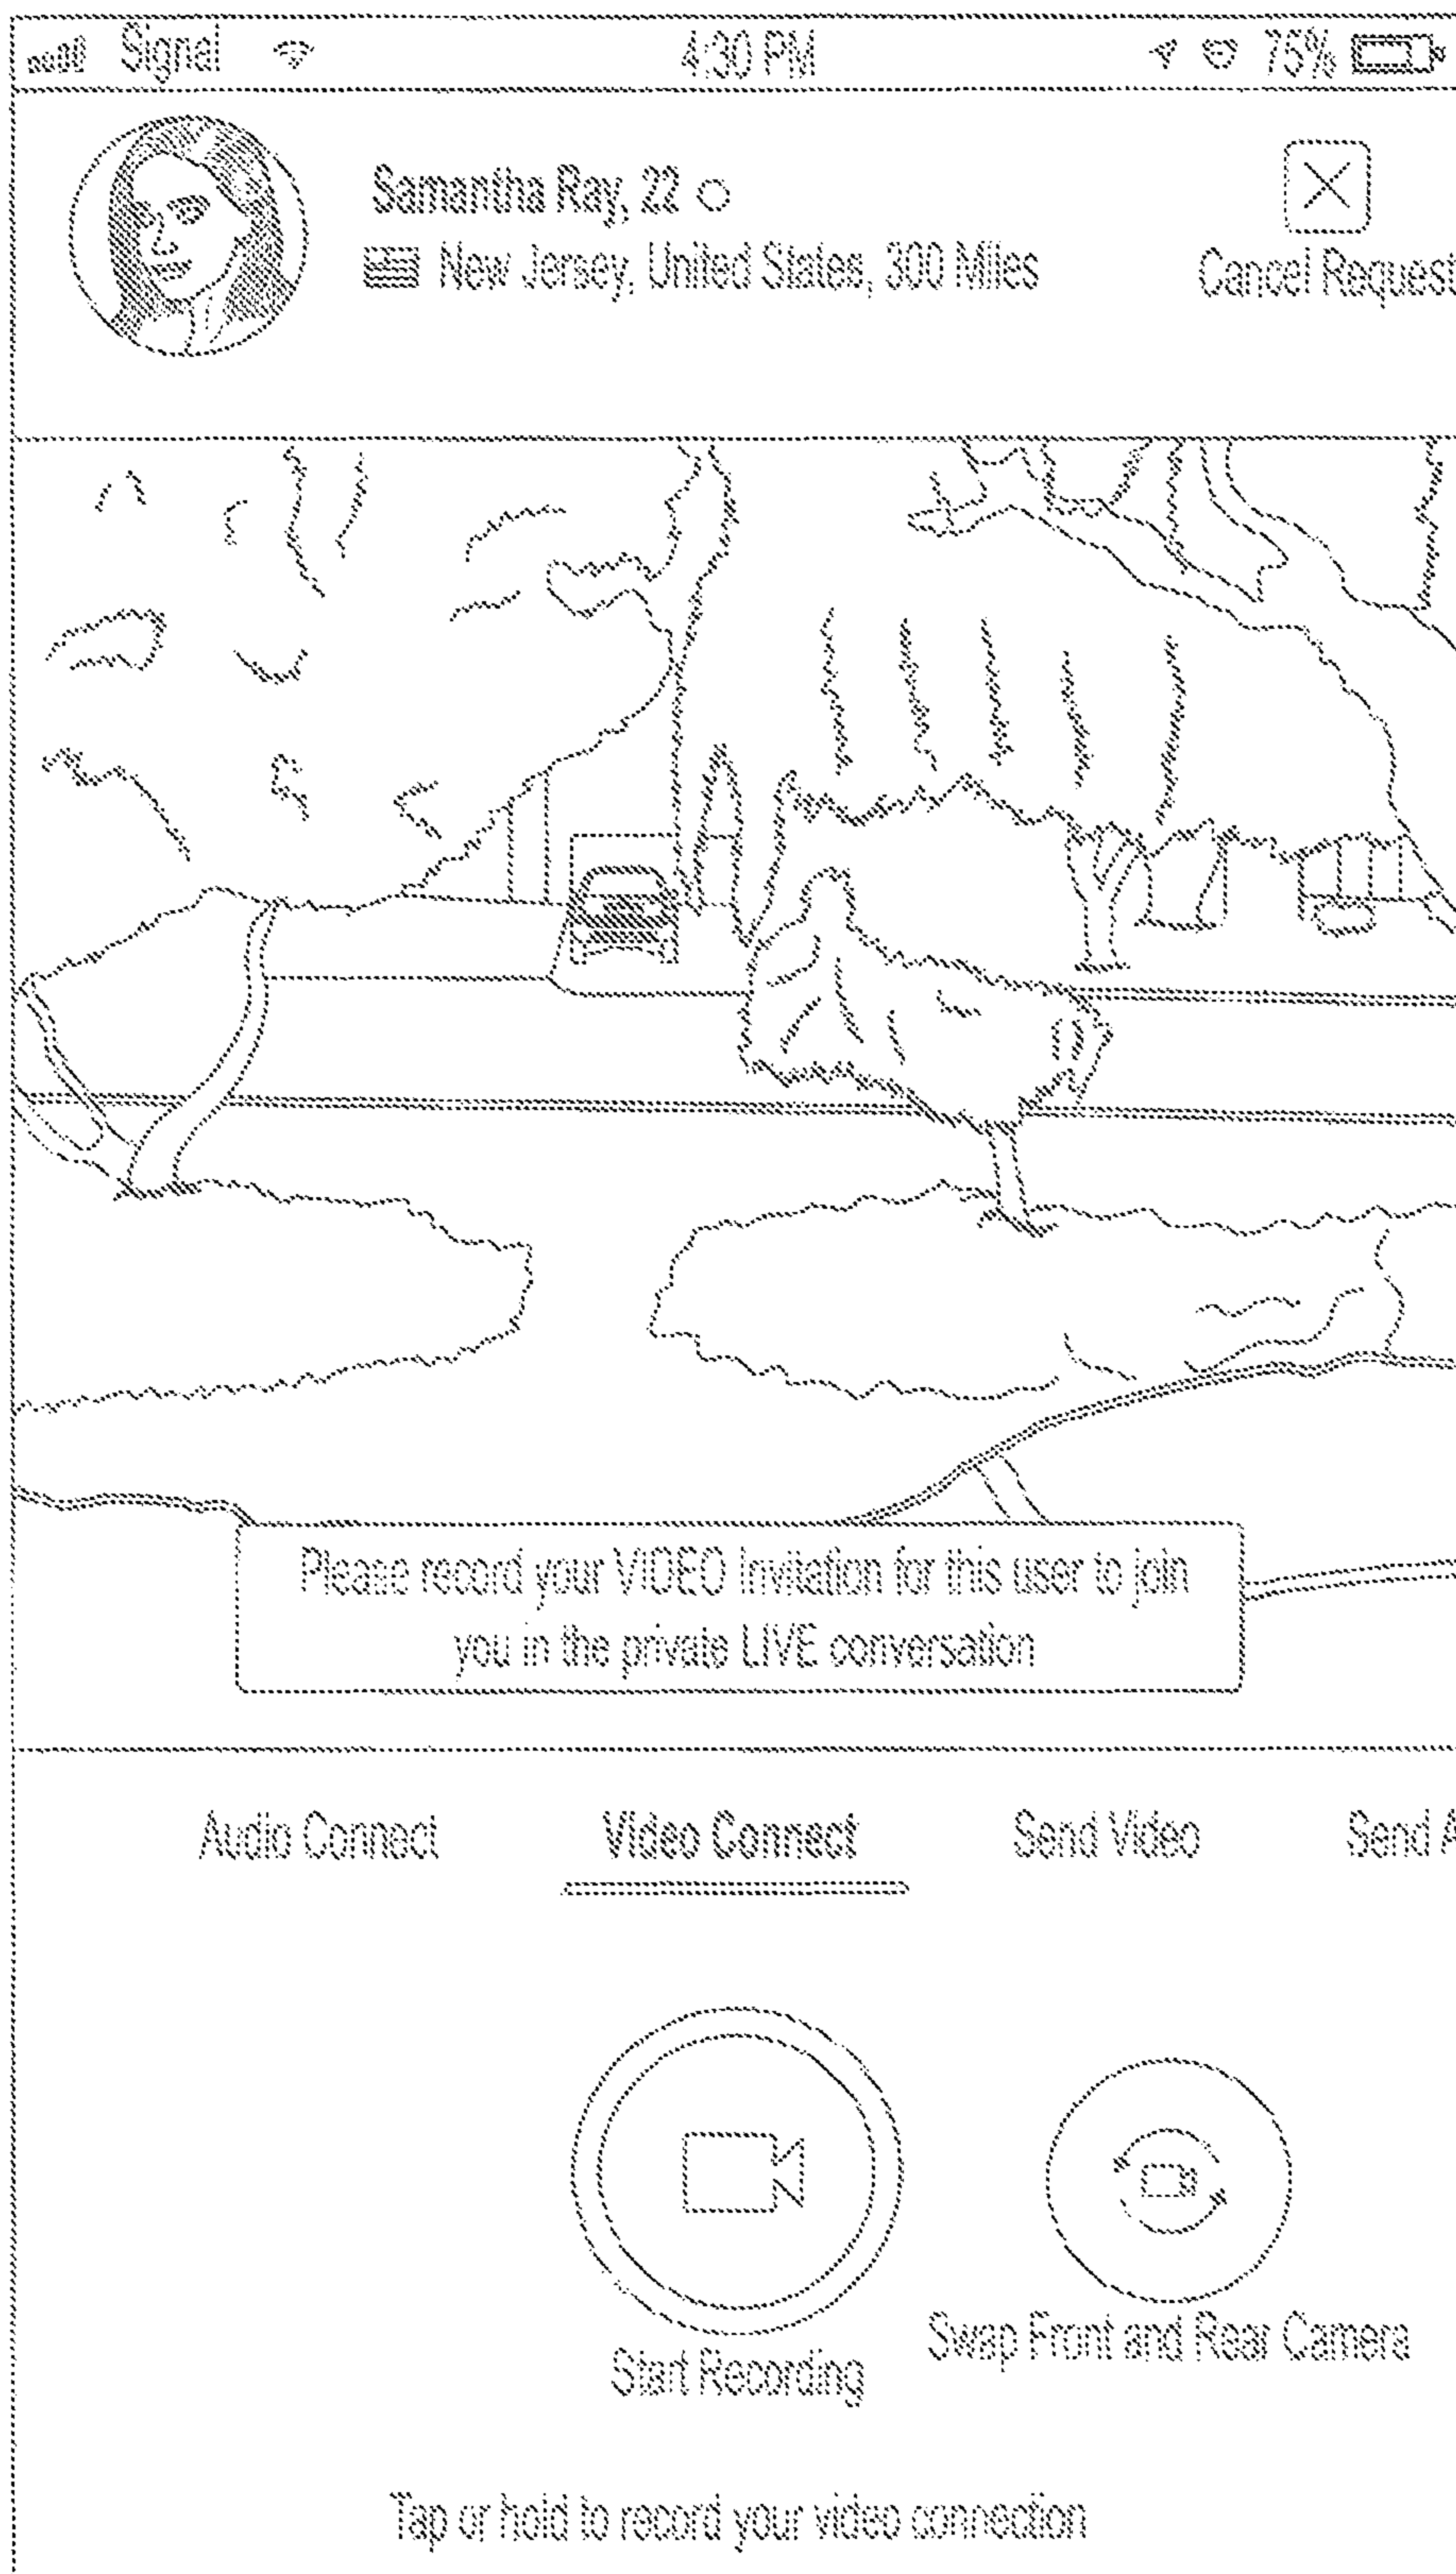 Signal 4:30 PM 75%
Samantha Ray, 22
New Jersey, United States, 300 Miles
Cancel Request
Please record your VIDEO Invitation for this user to join
you in the private LIVE conversation
Audio Connect Video Connect Send Video Send A
Start Recording
Swap Front and Rear Camera
Tap or hold to record your video connection